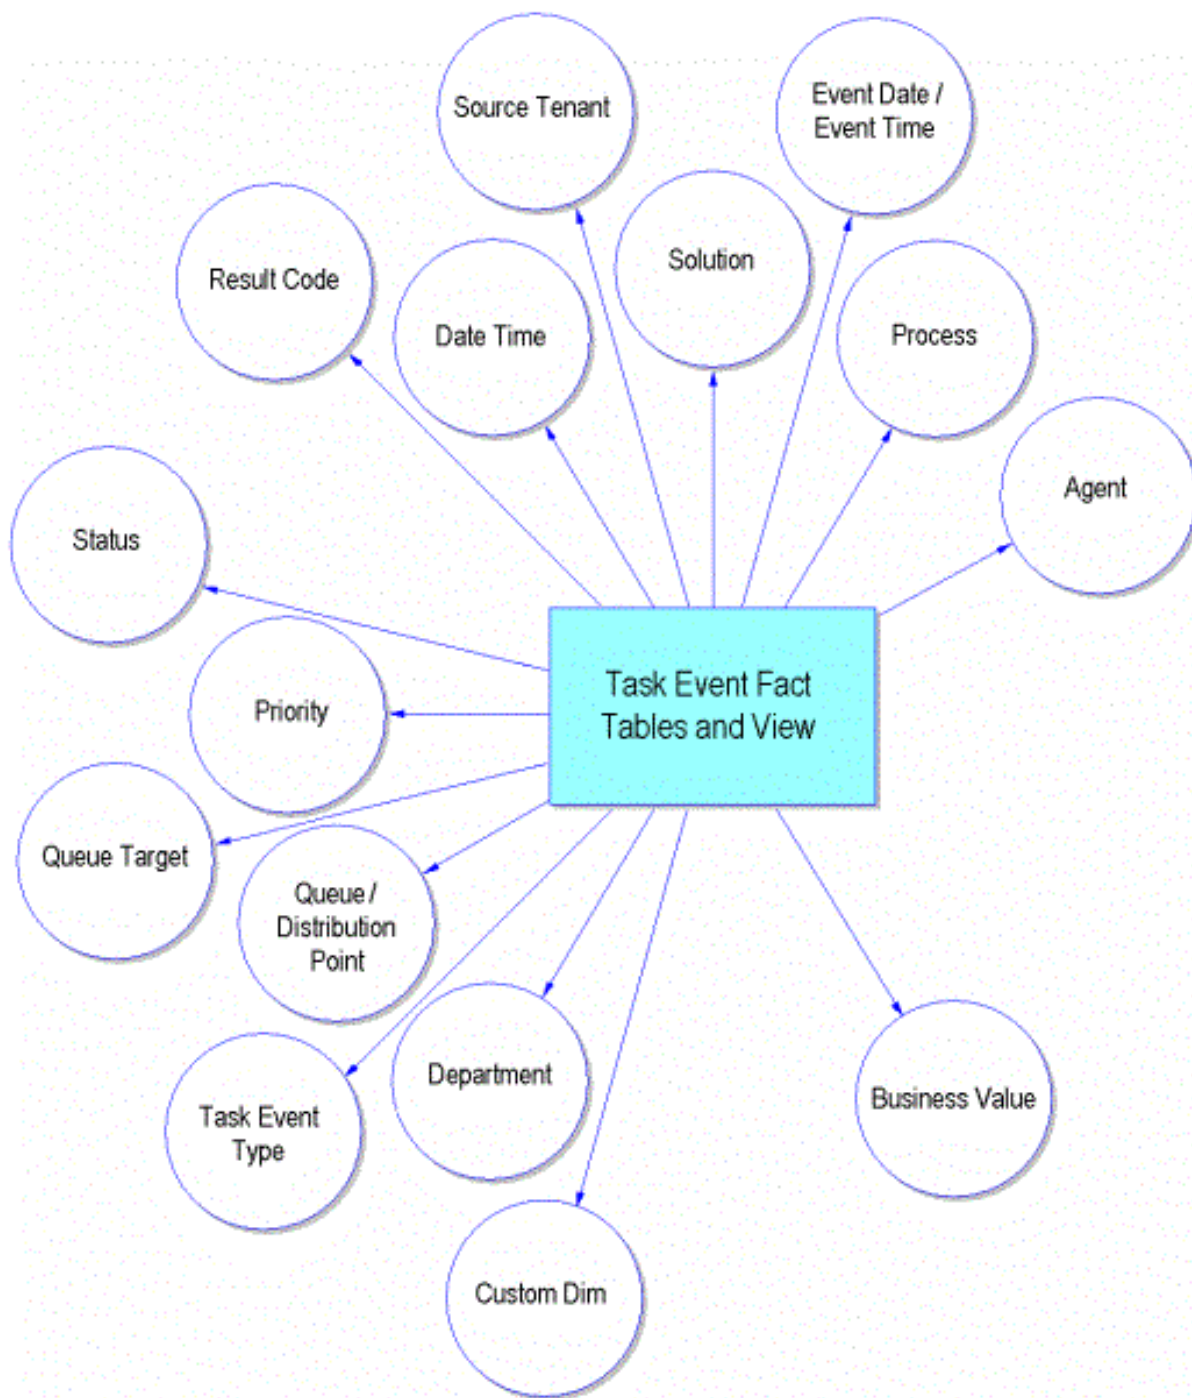 Source Tenant
Event Date /
Event Time
Solution
Result Code
Date Time
Process
Agent
Status
Task Event Fact
Tables and View
Priority
Queue Target
Queue /
Distribution
Point
Department
Business Value
Task Event
Type
Custom Dim